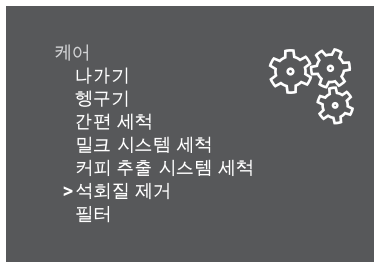 케어
나가기
헹구기
간편 세척
밀크 시스템 세척
커피 추출 시스템 세척
>석회질 제거
필터